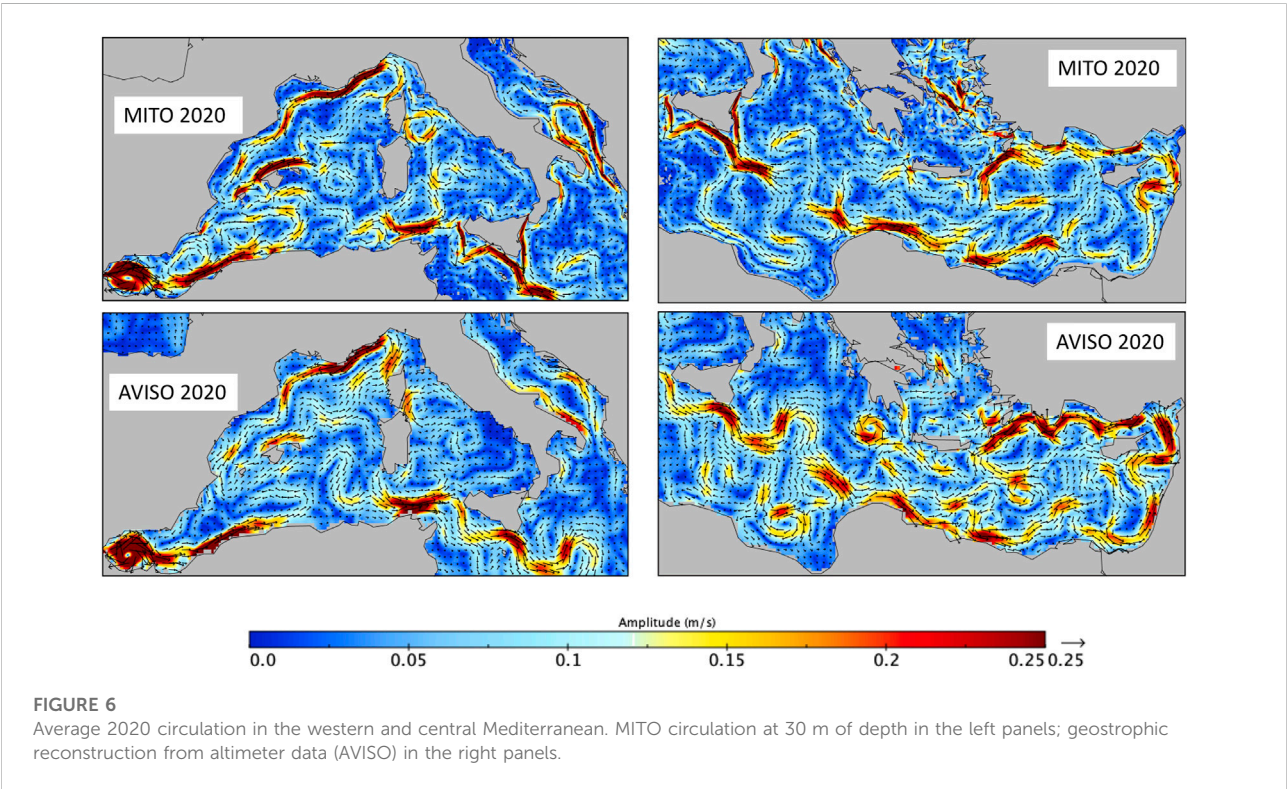 MITO 2020
MITO 2020
AVISO 2020
AVISO 2020
Amplitude (m/s)
0.0 0.05 0.1 0.15 0.2 0.25 0.25
FIGURE 6
Average 2020 circulation in the western and central Mediterranean. MITO circulation at 30 m of depth in the left panels; geostrophic
reconstruction from altimeter data (AVISO) in the right panels.